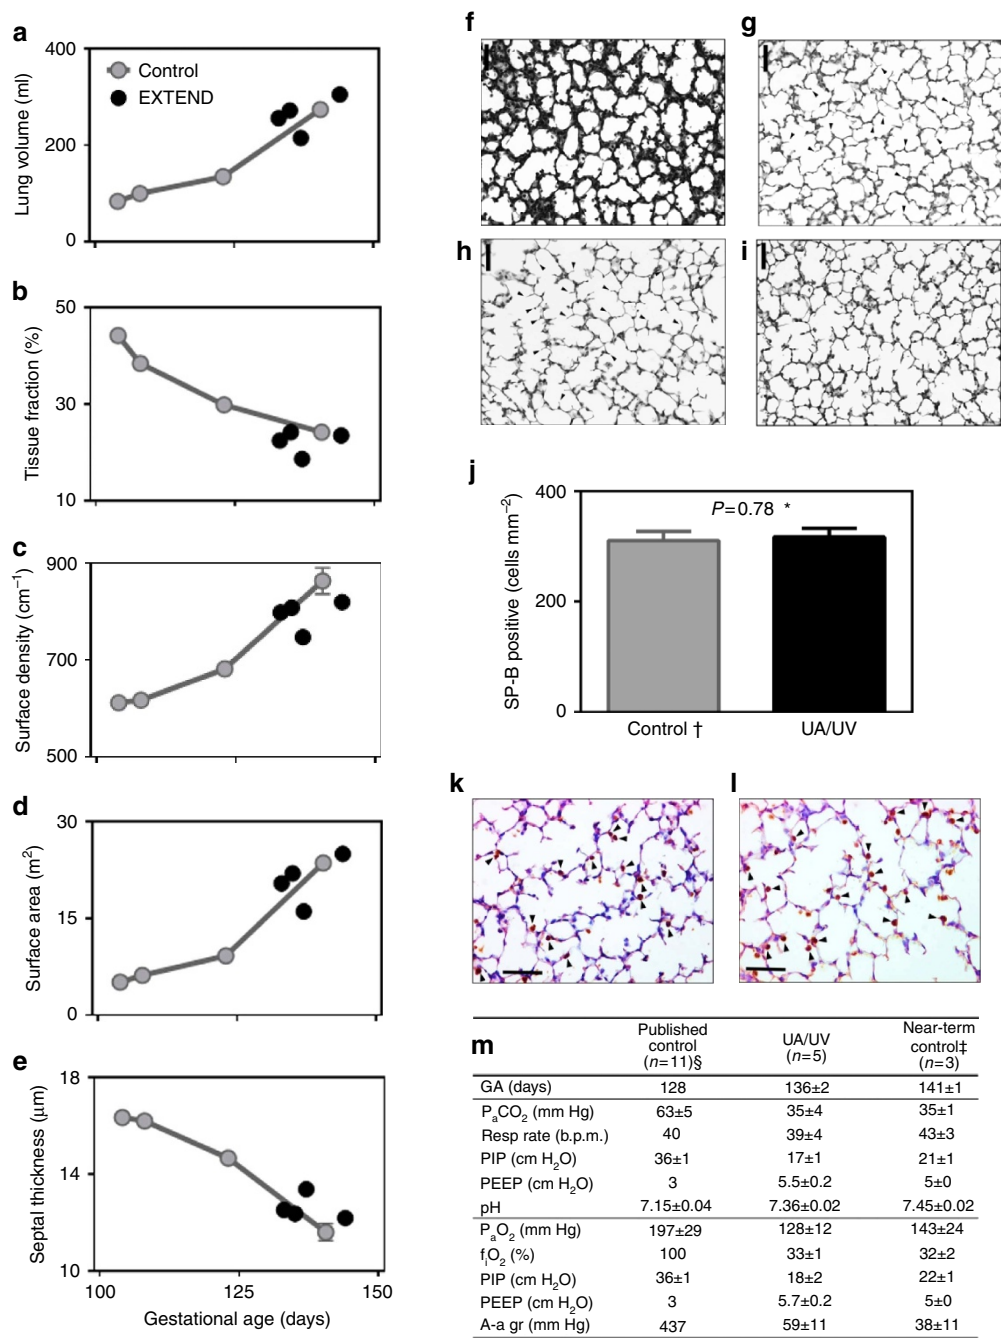 a
400
Control
EXTEND
Lung volume (ml)
200
0
b
50
Tissue fraction (%)
30
10
c
900
Surface density (cm⁻¹)
700
500
d
30
Surface area (m²)
15
0
e
18
Septal thickness (μm)
14
10
100 125 150
Gestational age (days)
f
g
h
i
j
400
P=0.78 *
SP-B positive (cells mm⁻²)
200
0
Control † UA/UV
k
l
m
Published control (n=11)§ UA/UV (n=5) Near-term control‡ (n=3)
GA (days) 128 136±2 141±1
PₐCO₂ (mm Hg) 63±5 35±4 35±1
Resp rate (b.p.m.) 40 39±4 43±3
PIP (cm H₂O) 36±1 17±1 21±1
PEEP (cm H₂O) 3 5.5±0.2 5±0
pH 7.15±0.04 7.36±0.02 7.45±0.02
PₐO₂ (mm Hg) 197±29 128±12 143±24
fᵢO₂ (%) 100 33±1 32±2
PIP (cm H₂O) 36±1 18±2 22±1
PEEP (cm H₂O) 3 5.7±0.2 5±0
A-a gr (mm Hg) 437 59±11 38±11